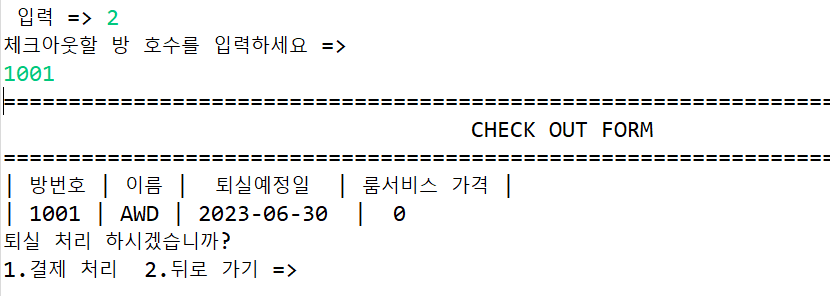 입력 => 2
체크아웃할 방 호수를 입력하세요 =>
1001
================================================================
CHECK OUT FORM
================================================================
| 방번호 | 이름 |  퇴실예정일  | 룸서비스 가격 |
| 1001 | AWD | 2023-06-30  |  0
퇴실 처리 하시겠습니까?
1.결제 처리  2.뒤로 가기 =>